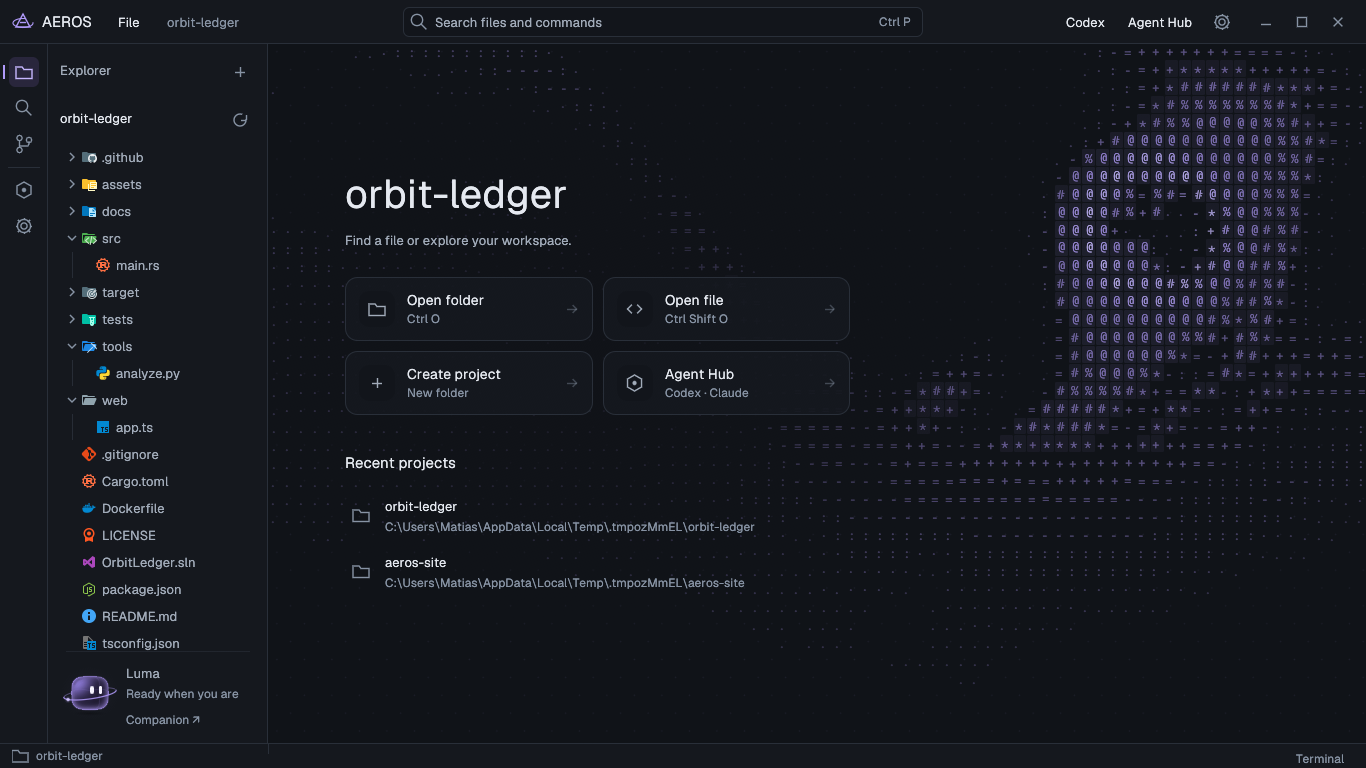 AEROS File orbit-ledger Search files and commands Ctrl P Codex Agent Hub
Explorer
orbit-ledger
.github
assets
docs
src
main.rs
target
tests
tools
analyze.py
web
app.ts
.gitignore
Cargo.toml
Dockerfile
LICENSE
OrbitLedger.sln
package.json
README.md
tsconfig.json
Luma
Ready when you are
Companion ↗
orbit-ledger
Find a file or explore your workspace.
Open folder
Ctrl O
Open file
Ctrl Shift O
Create project
New folder
Agent Hub
Codex · Claude
Recent projects
orbit-ledger
C:\Users\Matias\AppData\Local\Temp\.tmpozMmEL\orbit-ledger
aeros-site
C:\Users\Matias\AppData\Local\Temp\.tmpozMmEL\aeros-site
orbit-ledger
Terminal